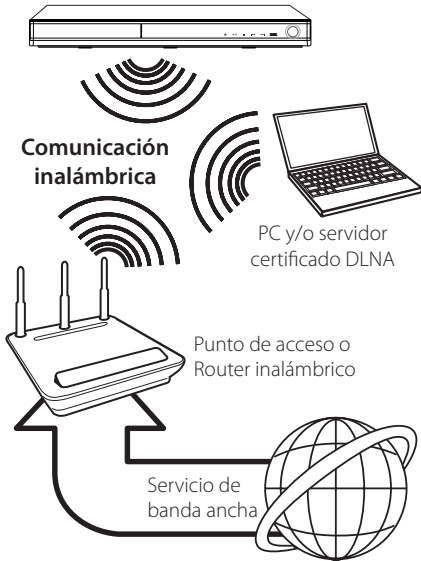 Comunicación
inalámbrica
PC y/o servidor
certificado DLNA
Punto de acceso o
Router inalámbrico
Servicio de
banda ancha